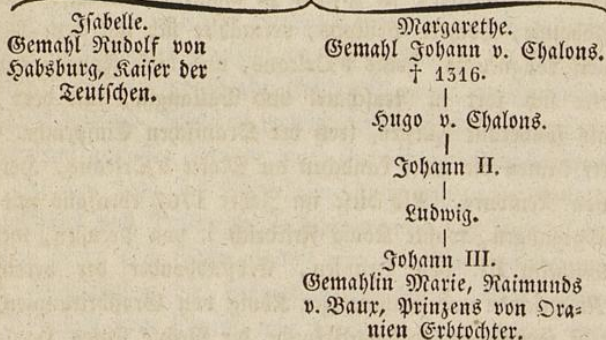 Isabelle.
Gemahl Rudolf von
Habsburg, Kaiser der
Teutschen.
Margarethe.
Gemahl Johann v. Chalons.
† 1316.
Hugo v. Chalons.
Johann II.
Ludwig.
Johann III.
Gemahlin Marie, Raimunds
v. Baux, Prinzens von Ora-
nien Erbtochter.